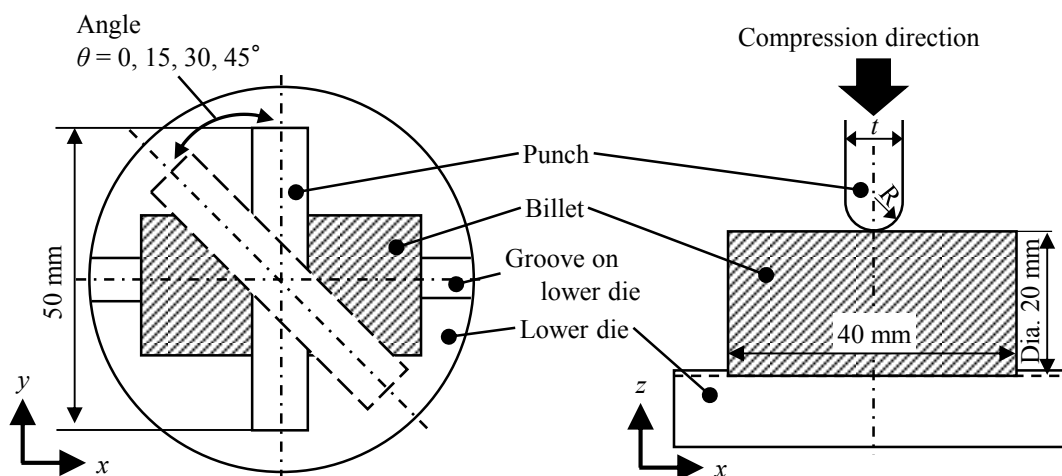 Angle
θ = 0, 15, 30, 45°
50 mm
y
x
Compression direction
t
Punch
R
Billet
Groove on
lower die
Lower die
40 mm
Dia. 20 mm
z
x